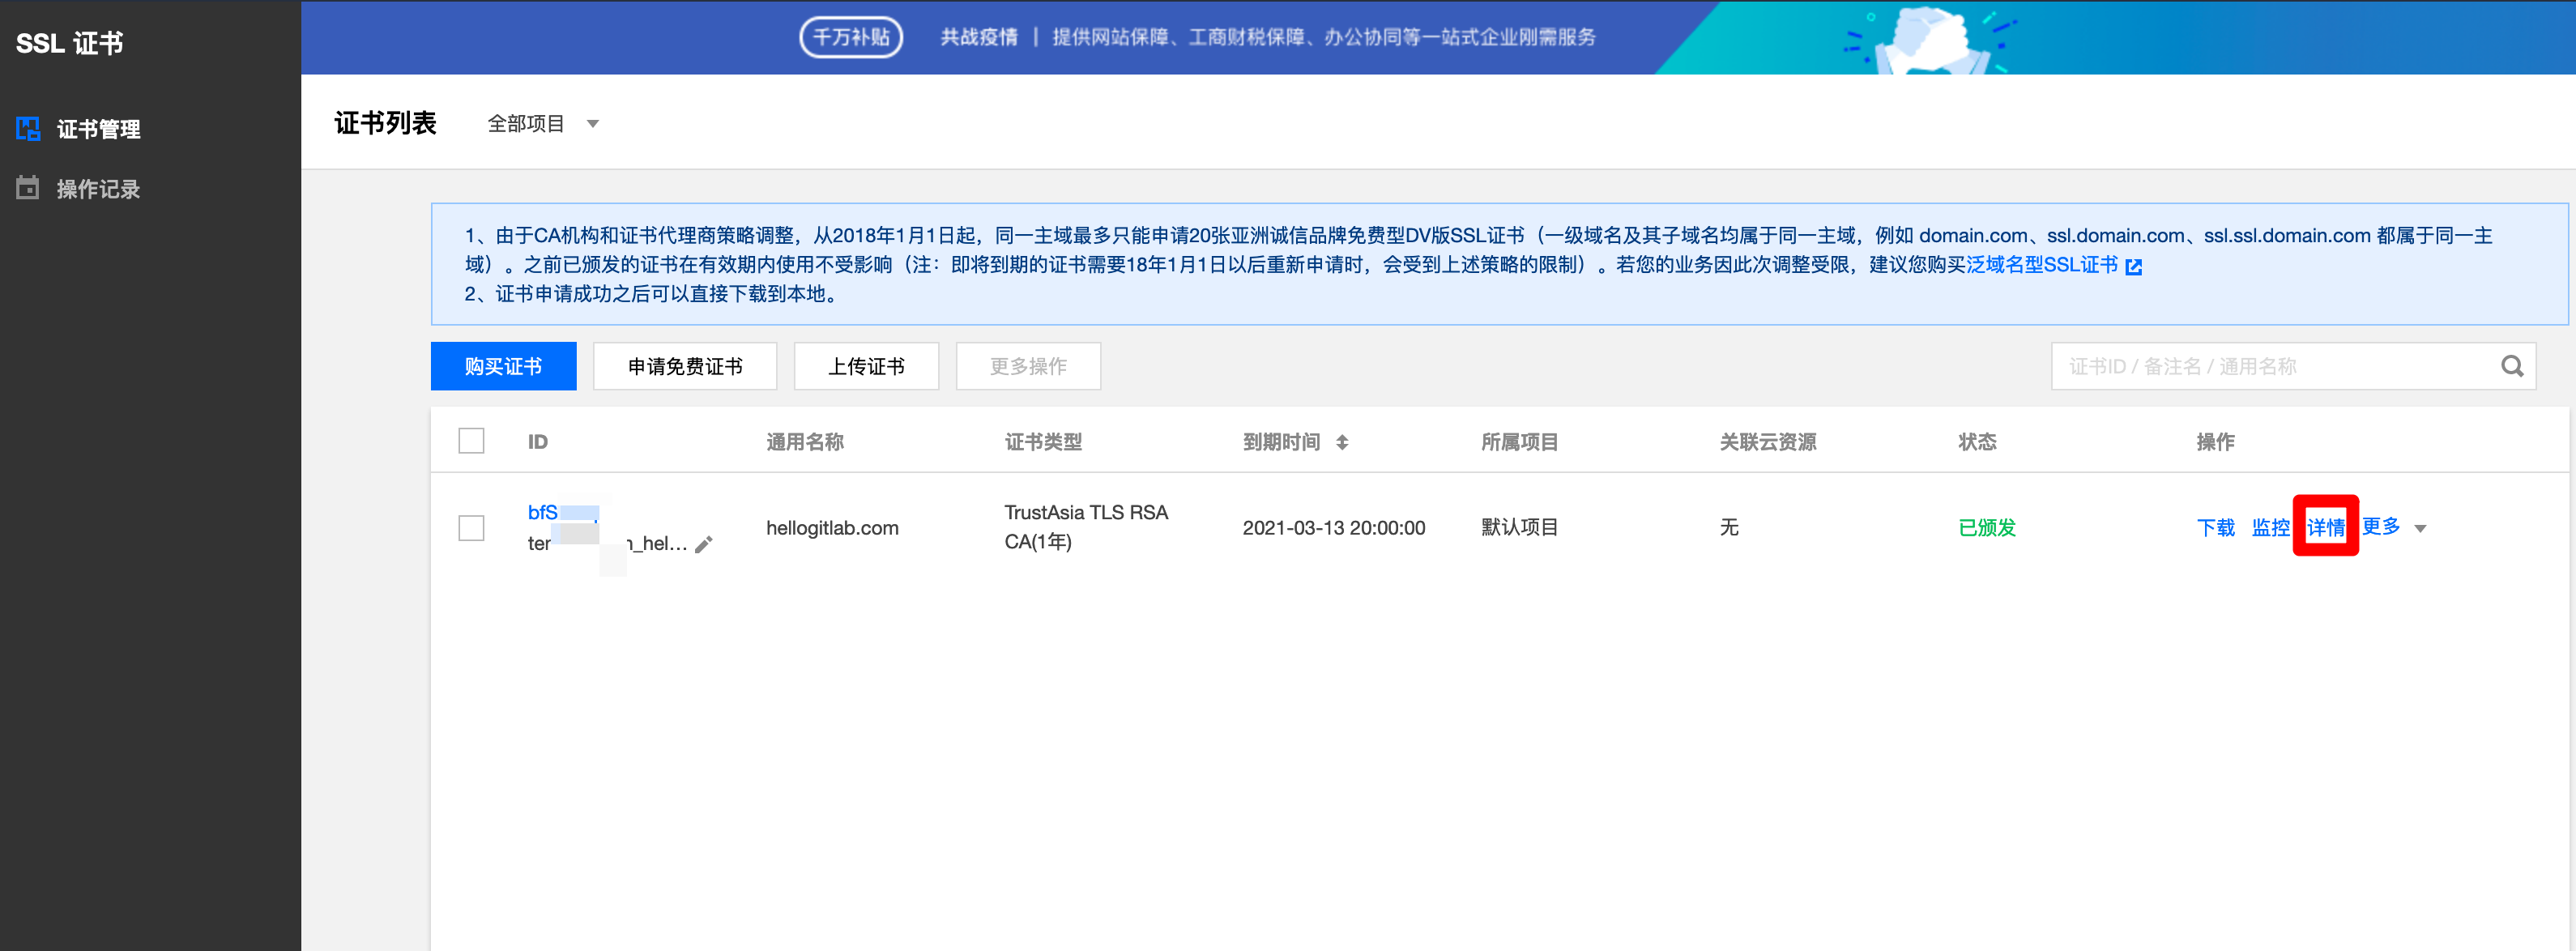 SSL 证书
证书管理
操作记录
千万补贴 共战疫情 | 提供网站保障、工商财税保障、办公协同等一站式企业刚需服务
证书列表 全部项目
1、由于CA机构和证书代理商策略调整，从2018年1月1日起，同一主域最多只能申请20张亚洲诚信品牌免费型DV版SSL证书（一级域名及其子域名均属于同一主域，例如 domain.com、ssl.domain.com、ssl.ssl.domain.com 都属于同一主
域）。之前已颁发的证书在有效期内使用不受影响（注：即将到期的证书需要18年1月1日以后重新申请时，会受到上述策略的限制）。若您的业务因此次调整受限，建议您购买泛域名型SSL证书
2、证书申请成功之后可以直接下载到本地。
购买证书 申请免费证书 上传证书 更多操作 证书ID / 备注名 / 通用名称
ID 通用名称 证书类型 到期时间 所属项目 关联云资源 状态 操作
bfS
hellogitlab.com
TrustAsia TLS RSA
CA(1年)
2021-03-13 20:00:00 默认项目 无 已颁发 下载 监控 详情 更多